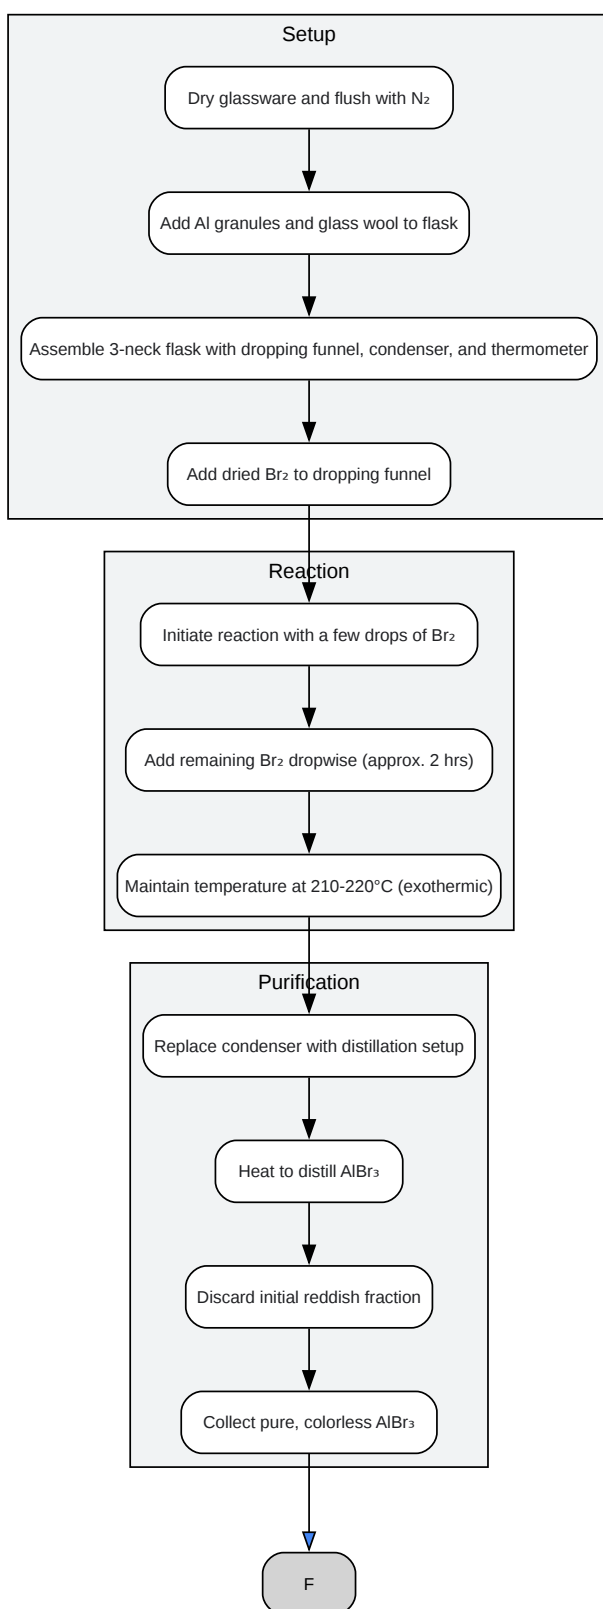 Setup
Dry glassware and flush with N₂
Add Al granules and glass wool to flask
Assemble 3-neck flask with dropping funnel, condenser, and thermometer
Add dried Br₂ to dropping funnel
Reaction
Initiate reaction with a few drops of Br₂
Add remaining Br₂ dropwise (approx. 2 hrs)
Maintain temperature at 210-220°C (exothermic)
Purification
Replace condenser with distillation setup
Heat to distill AlBr₃
Discard initial reddish fraction
Collect pure, colorless AlBr₃
F